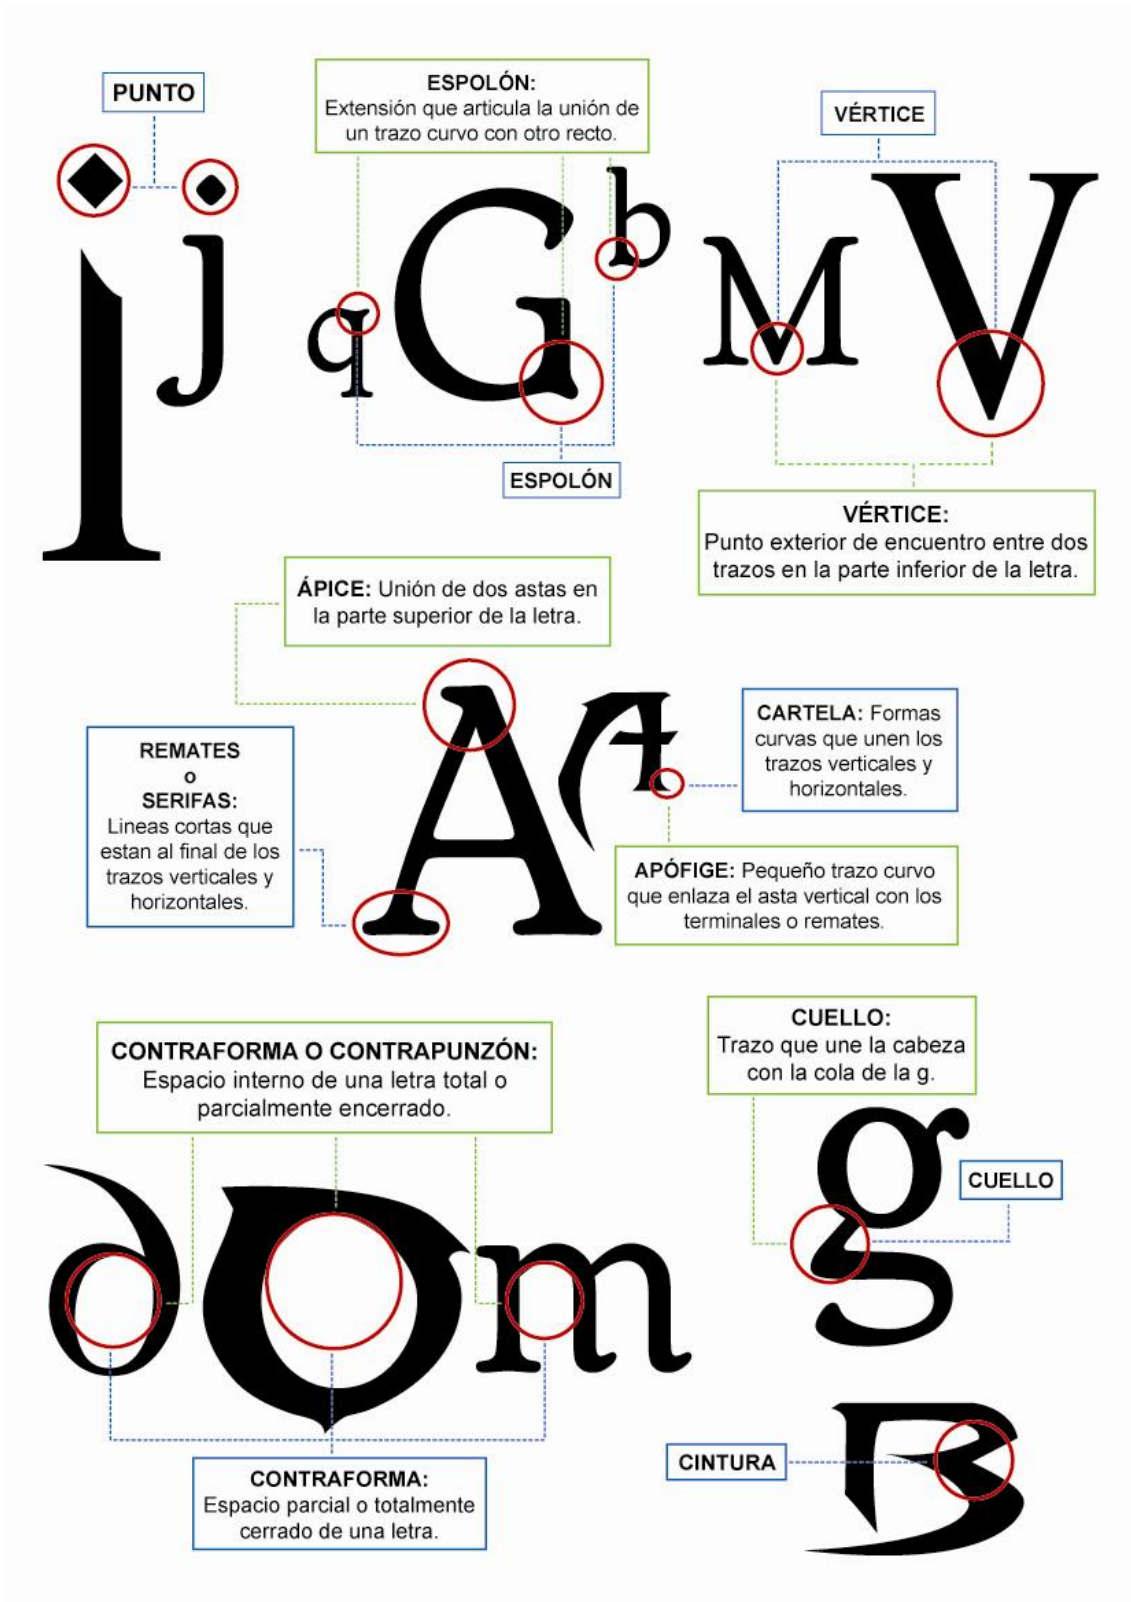 PUNTO
ESPOLÓN:
Extensión que articula la unión de
un trazo curvo con otro recto.
VÉRTICE
i
j
q
G
b
M
V
ESPOLÓN
VÉRTICE:
Punto exterior de encuentro entre dos
trazos en la parte inferior de la letra.
ÁPICE: Unión de dos astas en
la parte superior de la letra.
A
A
REMATES
o
SERIFAS:
Lineas cortas que
estan al final de los
trazos verticales y
horizontales.
CARTELA: Formas
curvas que unen los
trazos verticales y
horizontales.
APÓFIGE: Pequeño trazo curvo
que enlaza el asta vertical con los
terminales o remates.
CONTRAFORMA O CONTRAPUNZÓN:
Espacio interno de una letra total o
parcialmente encerrado.
CUELLO:
Trazo que une la cabeza
con la cola de la g.
d
O
m
g
CUELLO
CONTRAFORMA:
Espacio parcial o totalmente
cerrado de una letra.
CINTURA
B